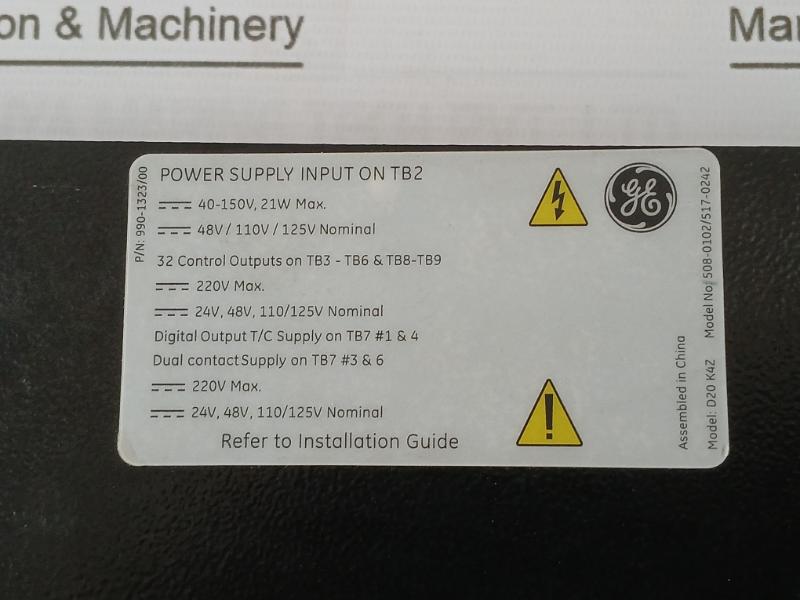 on & Machinery
Ma
P/N: 990-1323/00
POWER SUPPLY INPUT ON TB2
40-150V, 21W Max.
48V / 110V / 125V Nominal
32 Control Outputs on TB3 - TB6 & TB8-TB9
220V Max.
24V, 48V, 110/125V Nominal
Digital Output T/C Supply on TB7 #1 & 4
Dual contact Supply on TB7 #3 & 6
220V Max.
24V, 48V, 110/125V Nominal
Refer to Installation Guide
GE
Assembled in China
Model: D20 K4Z Model No: 508-0102/517-0242